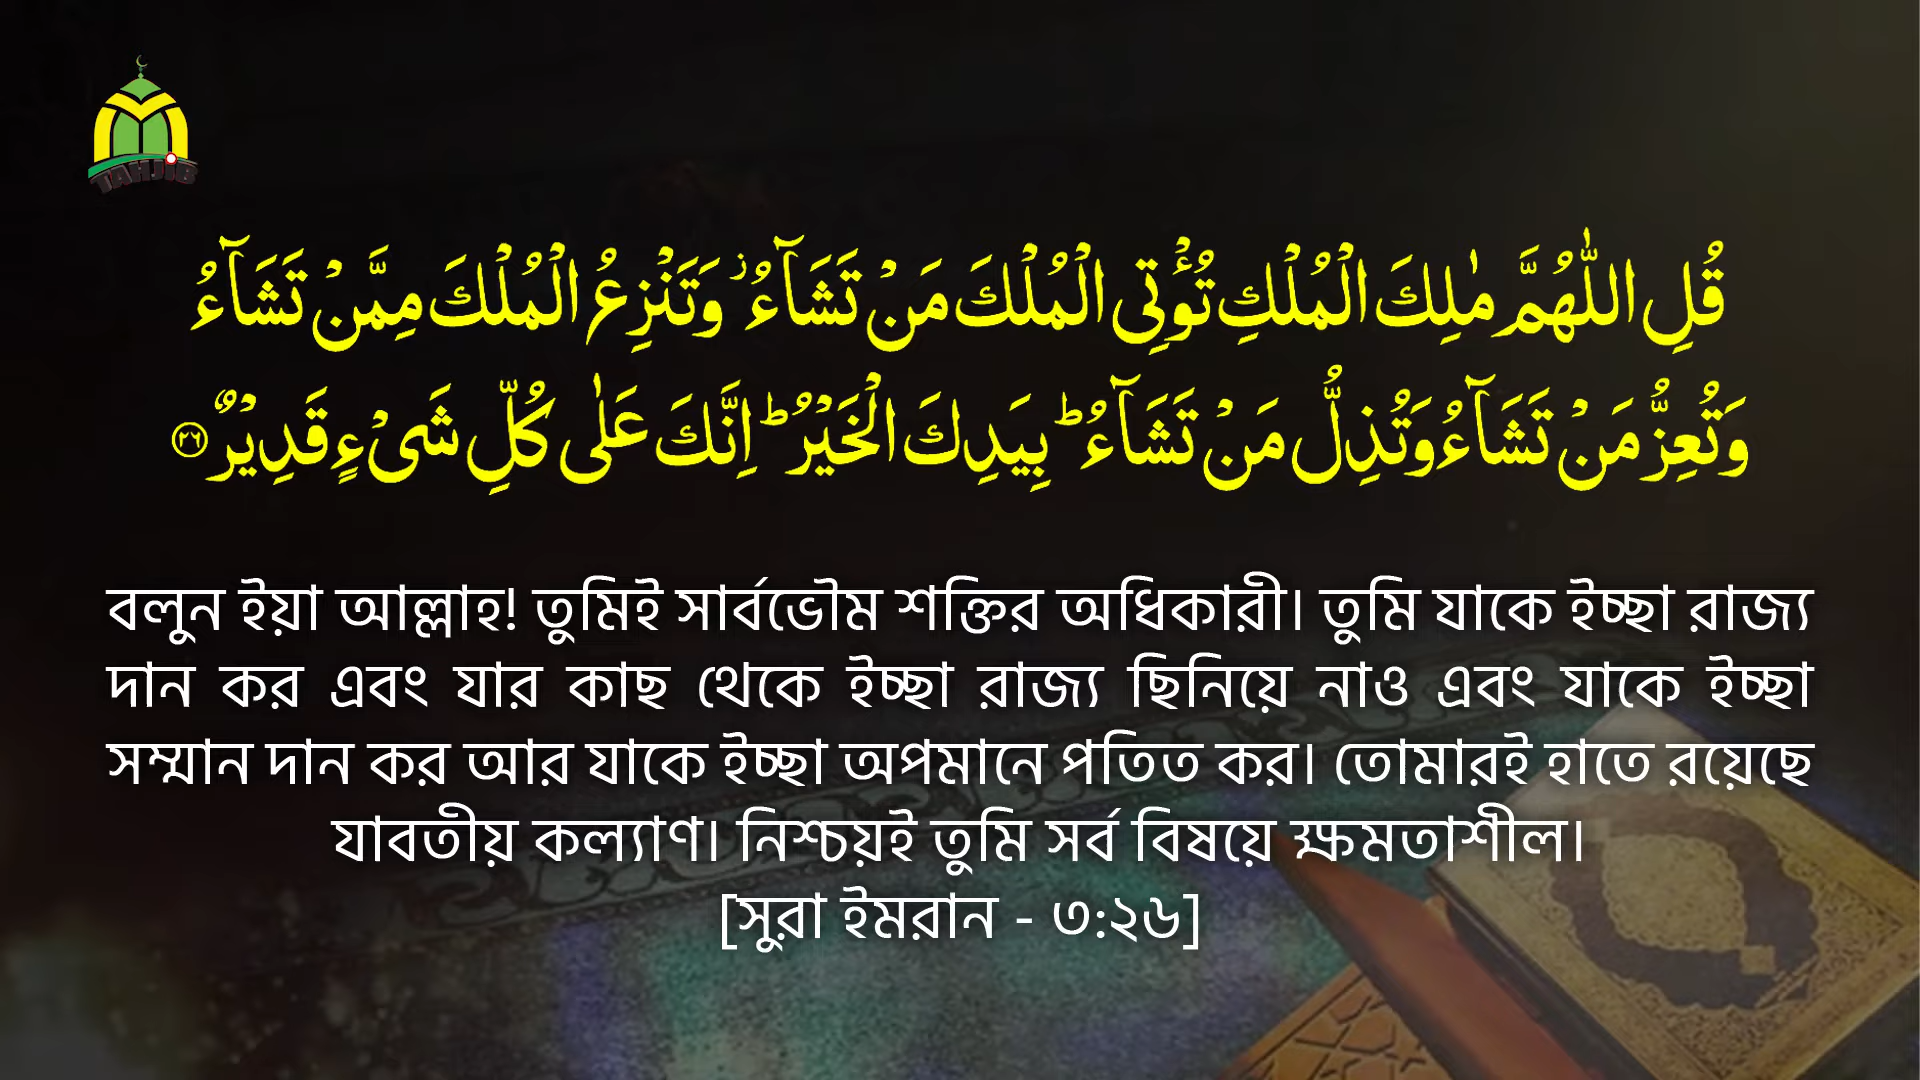 TAHJIB
قُلِ اللّٰهُمَّ مٰلِكَ الْمُلْكِ تُؤْتِی الْمُلْكَ مَنْ تَشَآءُ ؗ وَتَنْزِعُ الْمُلْكَ مِمَّنْ تَشَآءُ
وَتُعِزُّ مَنْ تَشَآءُ وَتُذِلُّ مَنْ تَشَآءُ ؕ بِیَدِكَ الْخَیْرُ ؕ اِنَّكَ عَلٰی كُلِّ شَیْءٍ قَدِیْرٌ ﴿۲۶﴾
বলুন ইয়া আল্লাহ! তুমিই সার্বভৌম শক্তির অধিকারী। তুমি যাকে ইচ্ছা রাজ্য
দান কর এবং যার কাছ থেকে ইচ্ছা রাজ্য ছিনিয়ে নাও এবং যাকে ইচ্ছা
সম্মান দান কর আর যাকে ইচ্ছা অপমানে পতিত কর। তোমারই হাতে রয়েছে
যাবতীয় কল্যাণ। নিশ্চয়ই তুমি সর্ব বিষয়ে ক্ষমতাশীল।
[সুরা ইমরান - ৩:২৬]